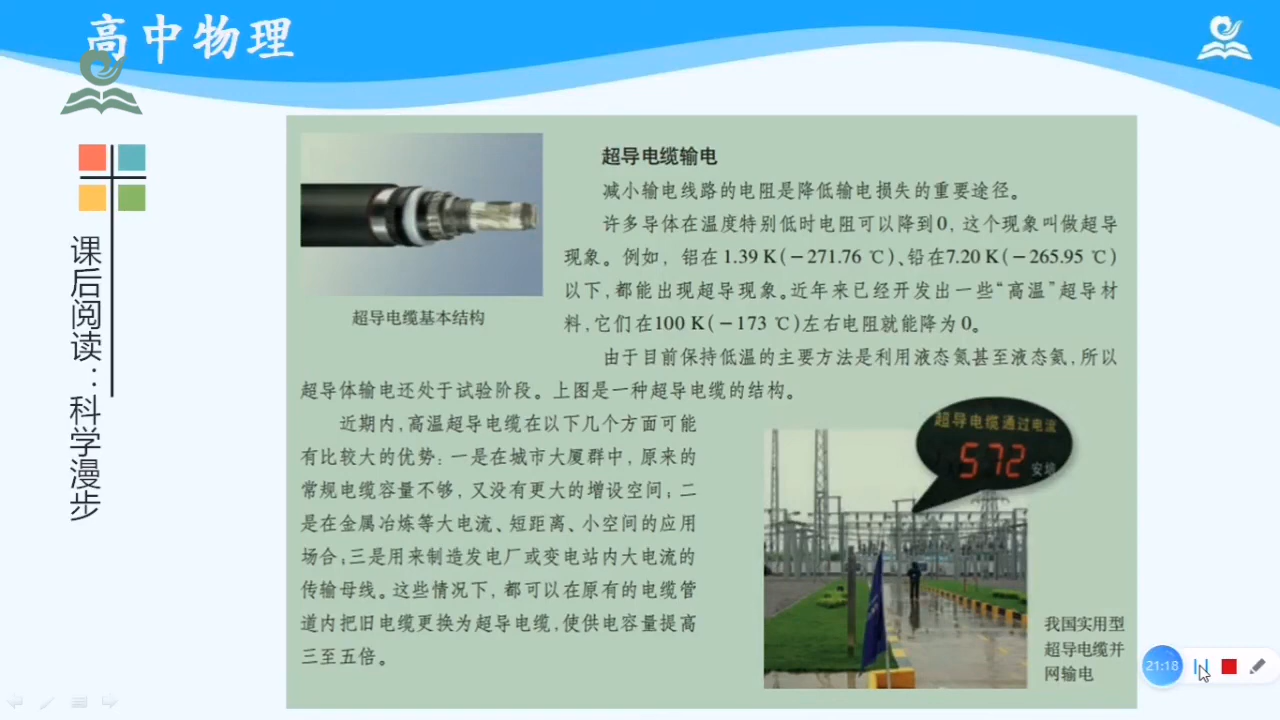 高中物理
课后阅读：科学漫步
超导电缆输电
减小输电线路的电阻是降低输电损失的重要途径。
许多导体在温度特别低时电阻可以降到0，这个现象叫做超导
现象。例如，铝在1.39 K(－271.76 ℃)、铅在7.20 K(－265.95 ℃)
以下，都能出现超导现象。近年来已经开发出一些“高温”超导材
料，它们在100 K(－173 ℃)左右电阻就能降为0。
由于目前保持低温的主要方法是利用液态氮甚至液态氦，所以
超导体输电还处于试验阶段。上图是一种超导电缆的结构。
超导电缆基本结构
近期内，高温超导电缆在以下几个方面可能
有比较大的优势：一是在城市大厦群中，原来的
常规电缆容量不够，又没有更大的增设空间；二
是在金属冶炼等大电流、短距离、小空间的应用
场合；三是用来制造发电厂或变电站内大电流的
传输母线。这些情况下，都可以在原有的电缆管
道内把旧电缆更换为超导电缆，使供电容量提高
三至五倍。
超导电缆通过电流
572 安培
我国实用型
超导电缆并
网输电
21:18